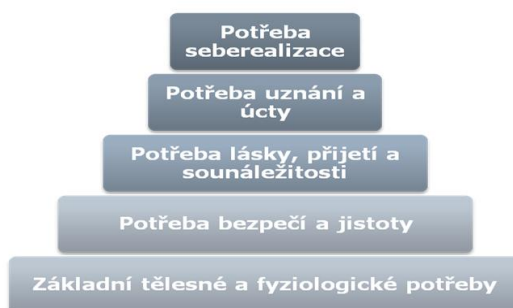 Potřeba
seberealizace
Potřeba uznání a
úcty
Potřeba lásky, přijetí a
sounáležitosti
Potřeba bezpečí a jistoty
Základní tělesné a fyziologické potřeby